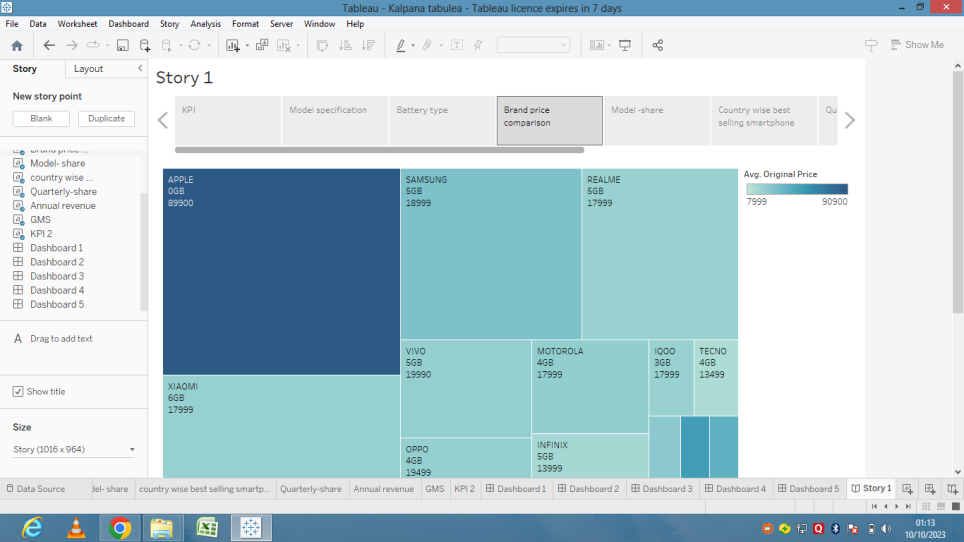 Tableau - Kalpana tabulea - Tableau licence expires in 7 days
File Data Worksheet Dashboard Story Analysis Format Server Window Help
Show Me
Story Layout
New story point
Blank Duplicate
Model- share
country wise ...
Quarterly-share
Annual revenue
GMS
KPI 2
Dashboard 1
Dashboard 2
Dashboard 3
Dashboard 4
Dashboard 5
A Drag to add text
Show title
Size
Story (1016 x 964)
Story 1
KPI
Model specification
Battery type
Brand price
comparison
Model -share
Country wise best
selling smartphone
Qu
APPLE
0GB
89900
SAMSUNG
5GB
18999
REALME
5GB
17999
XIAOMI
6GB
17999
VIVO
5GB
19990
MOTOROLA
4GB
17999
IQOO
3GB
17999
TECNO
4GB
13499
OPPO
4GB
19499
INFINIX
5GB
13999
Avg. Original Price
7999 90900
Data Source del- share country wise best selling smartp... Quarterly-share Annual revenue GMS KPI 2 Dashboard 1 Dashboard 2 Dashboard 3 Dashboard 4 Dashboard 5 Story 1
01:13
10/10/2023